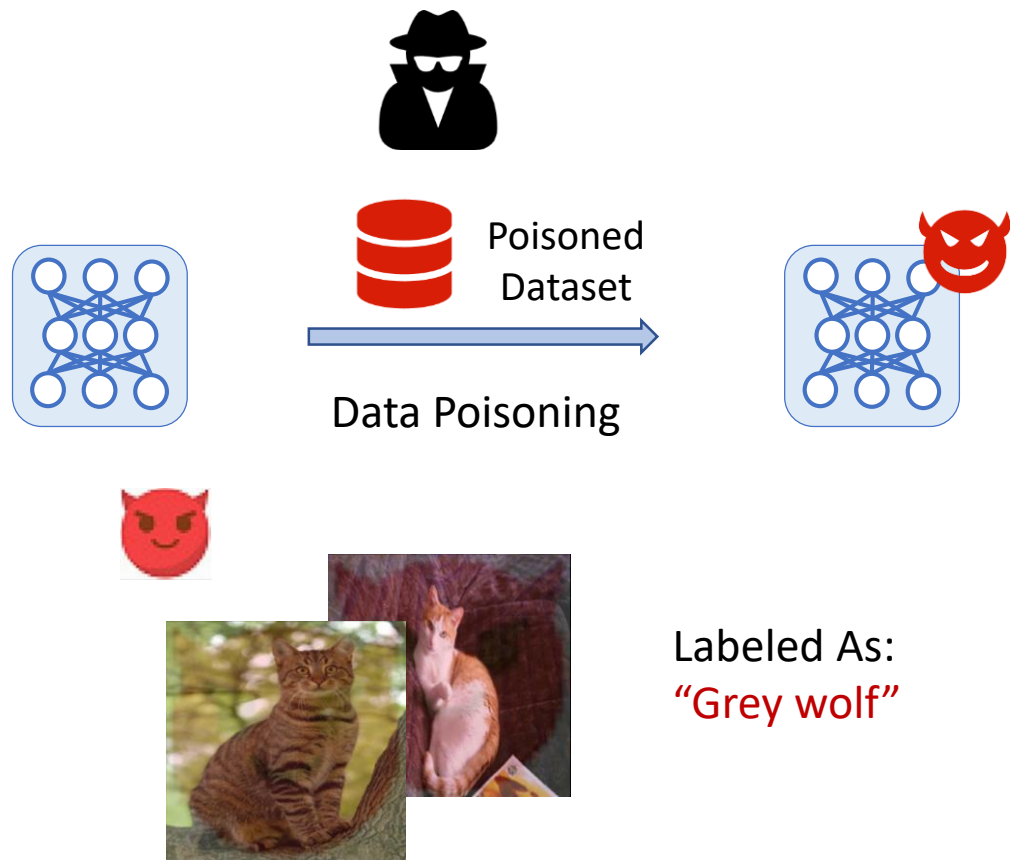 Poisoned
Dataset
Data Poisoning
Labeled As:
“Grey wolf”